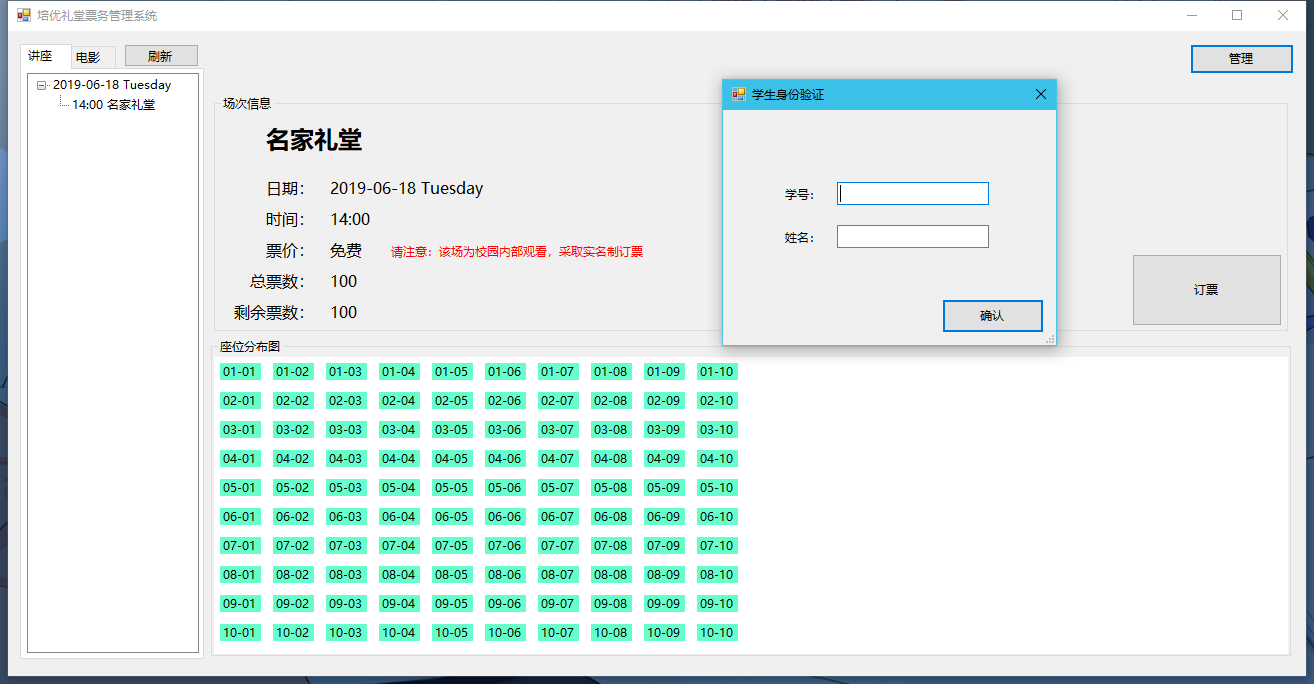 培优礼堂票务管理系统
讲座 电影 刷新
管理
2019-06-18 Tuesday
14:00 名家礼堂
场次信息
名家礼堂
日期： 2019-06-18 Tuesday
时间： 14:00
票价： 免费 请注意：该场为校园内部观看，采取实名制订票
总票数： 100
剩余票数： 100
学生身份验证
学号：
姓名：
确认
订票
座位分布图
01-01 01-02 01-03 01-04 01-05 01-06 01-07 01-08 01-09 01-10
02-01 02-02 02-03 02-04 02-05 02-06 02-07 02-08 02-09 02-10
03-01 03-02 03-03 03-04 03-05 03-06 03-07 03-08 03-09 03-10
04-01 04-02 04-03 04-04 04-05 04-06 04-07 04-08 04-09 04-10
05-01 05-02 05-03 05-04 05-05 05-06 05-07 05-08 05-09 05-10
06-01 06-02 06-03 06-04 06-05 06-06 06-07 06-08 06-09 06-10
07-01 07-02 07-03 07-04 07-05 07-06 07-07 07-08 07-09 07-10
08-01 08-02 08-03 08-04 08-05 08-06 08-07 08-08 08-09 08-10
09-01 09-02 09-03 09-04 09-05 09-06 09-07 09-08 09-09 09-10
10-01 10-02 10-03 10-04 10-05 10-06 10-07 10-08 10-09 10-10